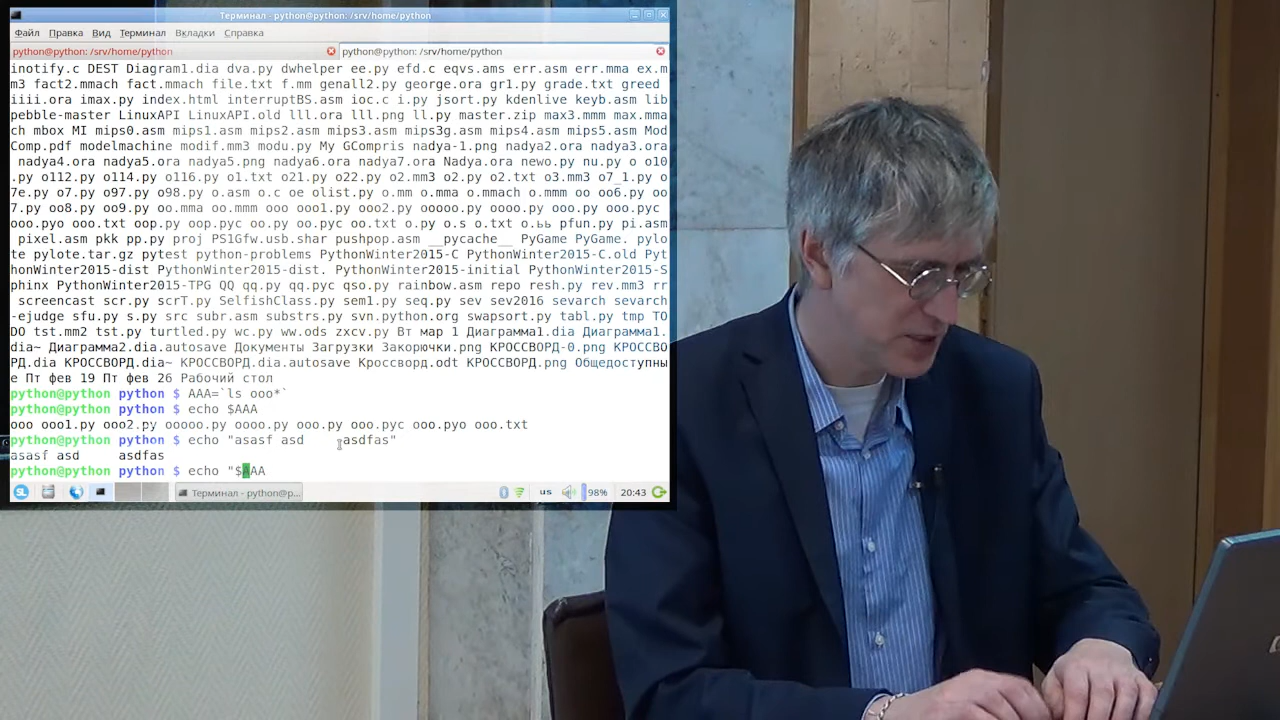 Терминал - python@python: /srv/home/python
Файл Правка Вид Терминал Вкладки Справка
python@python: /srv/home/python python@python: /srv/home/python
inotify.c DEST Diagram1.dia dva.py dwhelper ee.py efd.c eqvs.ams err.asm err.mma ex.m
m3 fact2.mmach fact.mmach file.txt f.mm genall2.py george.ora gr1.py grade.txt greed
iiii.ora imax.py index.html interruptBS.asm ioc.c i.py jsort.py kdenlive keyb.asm lib
pebble-master LinuxAPI LinuxAPI.old lll.ora lll.png ll.py master.zip max3.mmm max.mma
ch mbox MI mips0.asm mips1.asm mips2.asm mips3.asm mips3g.asm mips4.asm mips5.asm Mod
Comp.pdf modelmachine modif.mm3 modu.py My GCompris nadya-1.png nadya2.ora nadya3.ora
nadya4.ora nadya5.ora nadya5.png nadya6.ora nadya7.ora Nadya.ora newo.py nu.py o o10
.py o112.py o114.py o116.py o1.txt o21.py o22.py o2.mm3 o2.py o2.txt o3.mm3 o7_1.py o
7e.py o7.py o97.py o98.py o.asm o.c oe olist.py o.mm o.mma o.mmach o.mmm oo oo6.py oo
7.py oo8.py oo9.py oo.mma oo.mmm ooo ooo1.py ooo2.py ooooo.py oooo.py ooo.py ooo.pyc
ooo.pyo ooo.txt oop.py oop.pyc oo.py oo.pyc oo.txt o.py o.s o.txt o.ьь pfun.py pi.asm
pixel.asm pkk pp.py proj PS1Gfw.usb.shar pushpop.asm __pycache__ PyGame PyGame. pylo
te pylote.tar.gz pytest python-problems PythonWinter2015-C PythonWinter2015-C.old Pyt
honWinter2015-dist PythonWinter2015-dist. PythonWinter2015-initial PythonWinter2015-S
phinx PythonWinter2015-TPG QQ qq.py qq.pyc qso.py rainbow.asm repo resh.py rev.mm3 rr
screencast scr.py scrT.py SelfishClass.py sem1.py seq.py sev sev2016 sevarch sevarch
-ejudge sfu.py s.py src subr.asm substrs.py svn.python.org swapsort.py tabl.py tmp TO
DO tst.mm2 tst.py turtled.py wc.py ww.ods zxcv.py Вт мар 1 Диаграмма1.dia Диаграмма1.
dia~ Диаграмма2.dia.autosave Документы Загрузки Закорючки.png КРОССВОРД-0.png КРОССВО
РД.dia КРОССВОРД.dia~ КРОССВОРД.dia.autosave Кроссворд.odt КРОССВОРД.png Общедоступны
е Пт фев 19 Пт фев 26 Рабочий стол
python@python python $ AAA=`ls ooo*`
python@python python $ echo $AAA
ooo ooo1.py ooo2.py ooooo.py oooo.py ooo.py ooo.pyc ooo.pyo ooo.txt
python@python python $ echo "asasf asd     asdfas"
asasf asd     asdfas
python@python python $ echo "$AAA
Терминал - python@p... us 98% 20:43